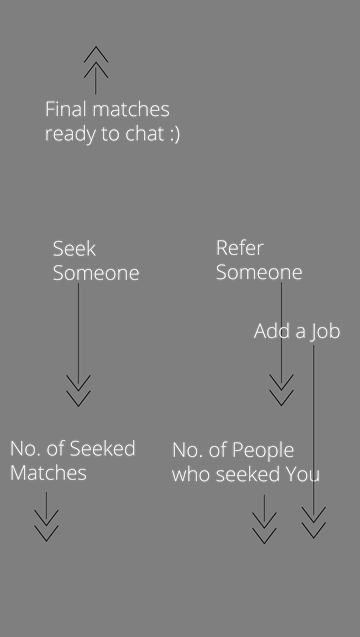 Final matches
ready to chat :)
Seek
Someone
Refer
Someone
Add a Job
No. of Seeked
Matches
No. of People
who seeked You